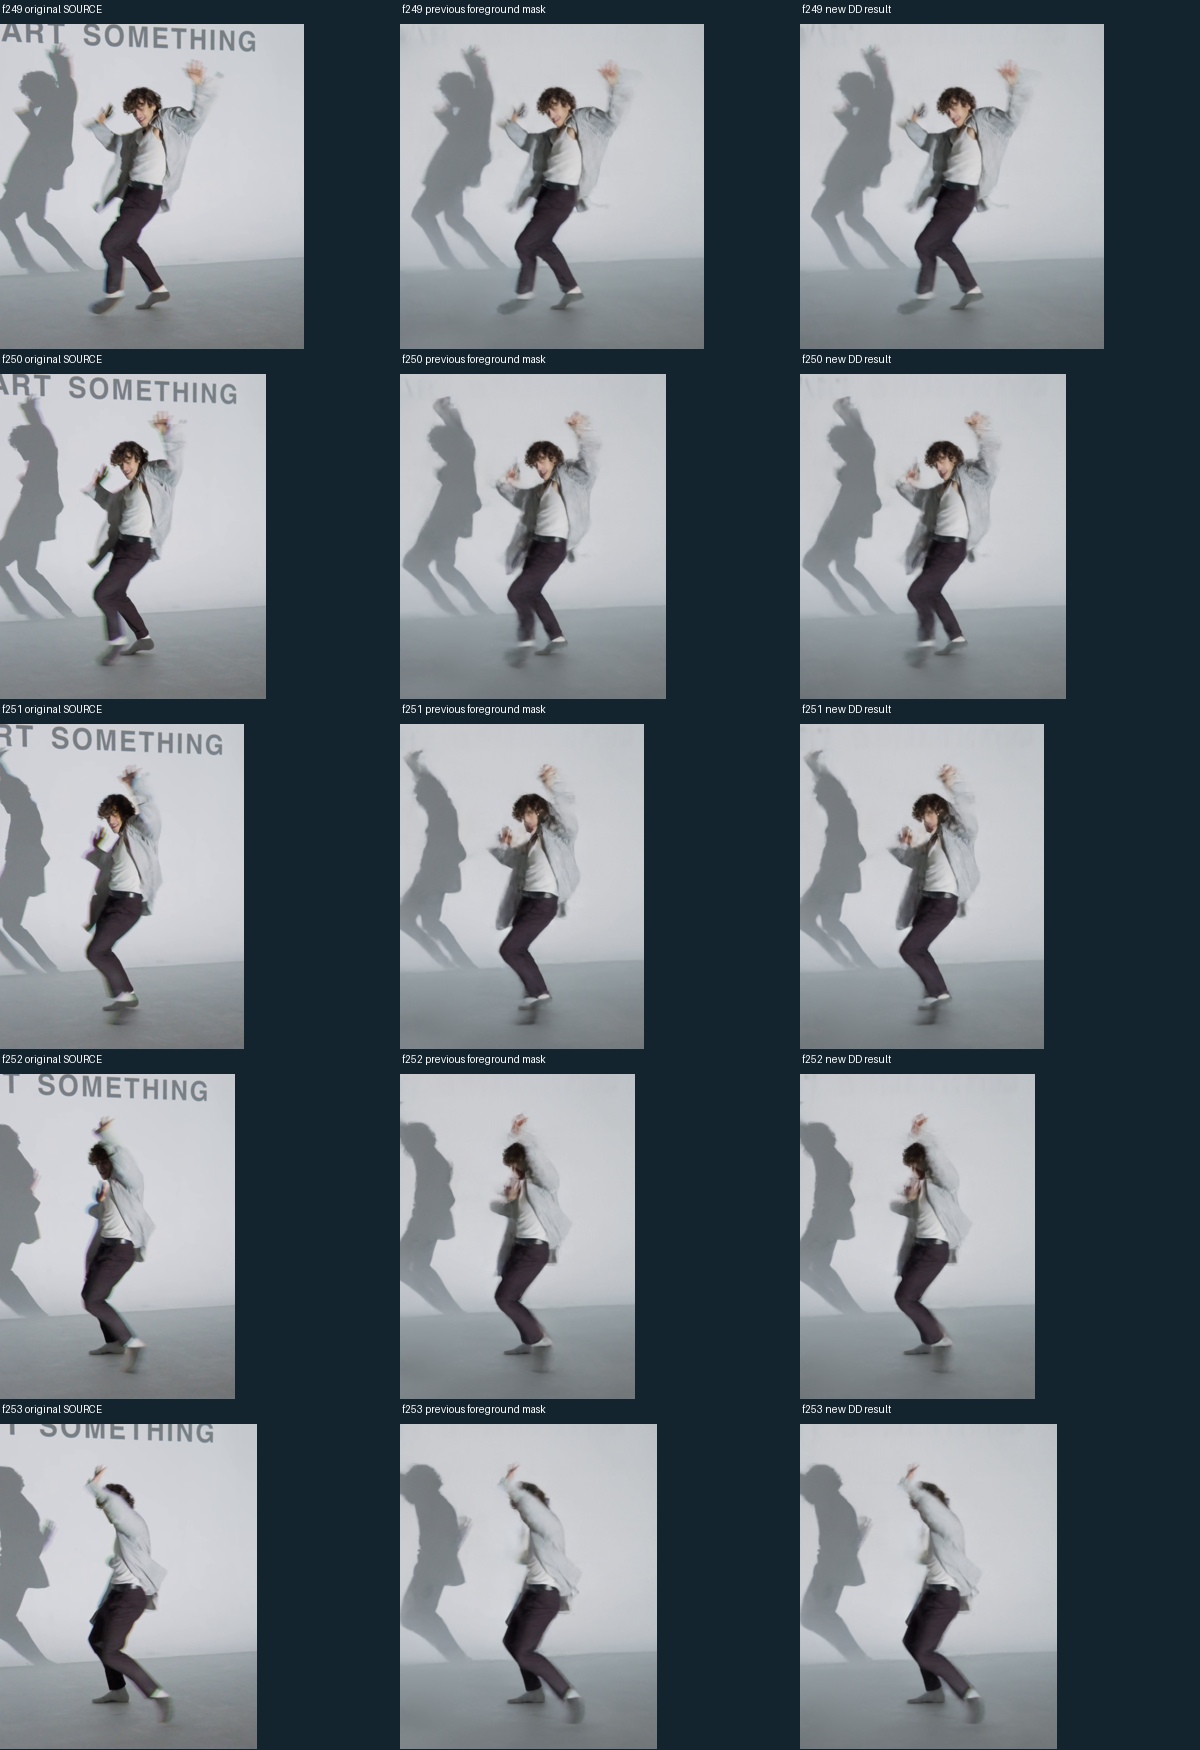 f249 original SOURCE
f249 previous foreground mask
f249 new DD result
ART SOMETHING
f250 original SOURCE
f250 previous foreground mask
f250 new DD result
ART SOMETHING
f251 original SOURCE
f251 previous foreground mask
f251 new DD result
RT SOMETHING
f252 original SOURCE
f252 previous foreground mask
f252 new DD result
T SOMETHING
f253 original SOURCE
f253 previous foreground mask
f253 new DD result
T SOMETHING